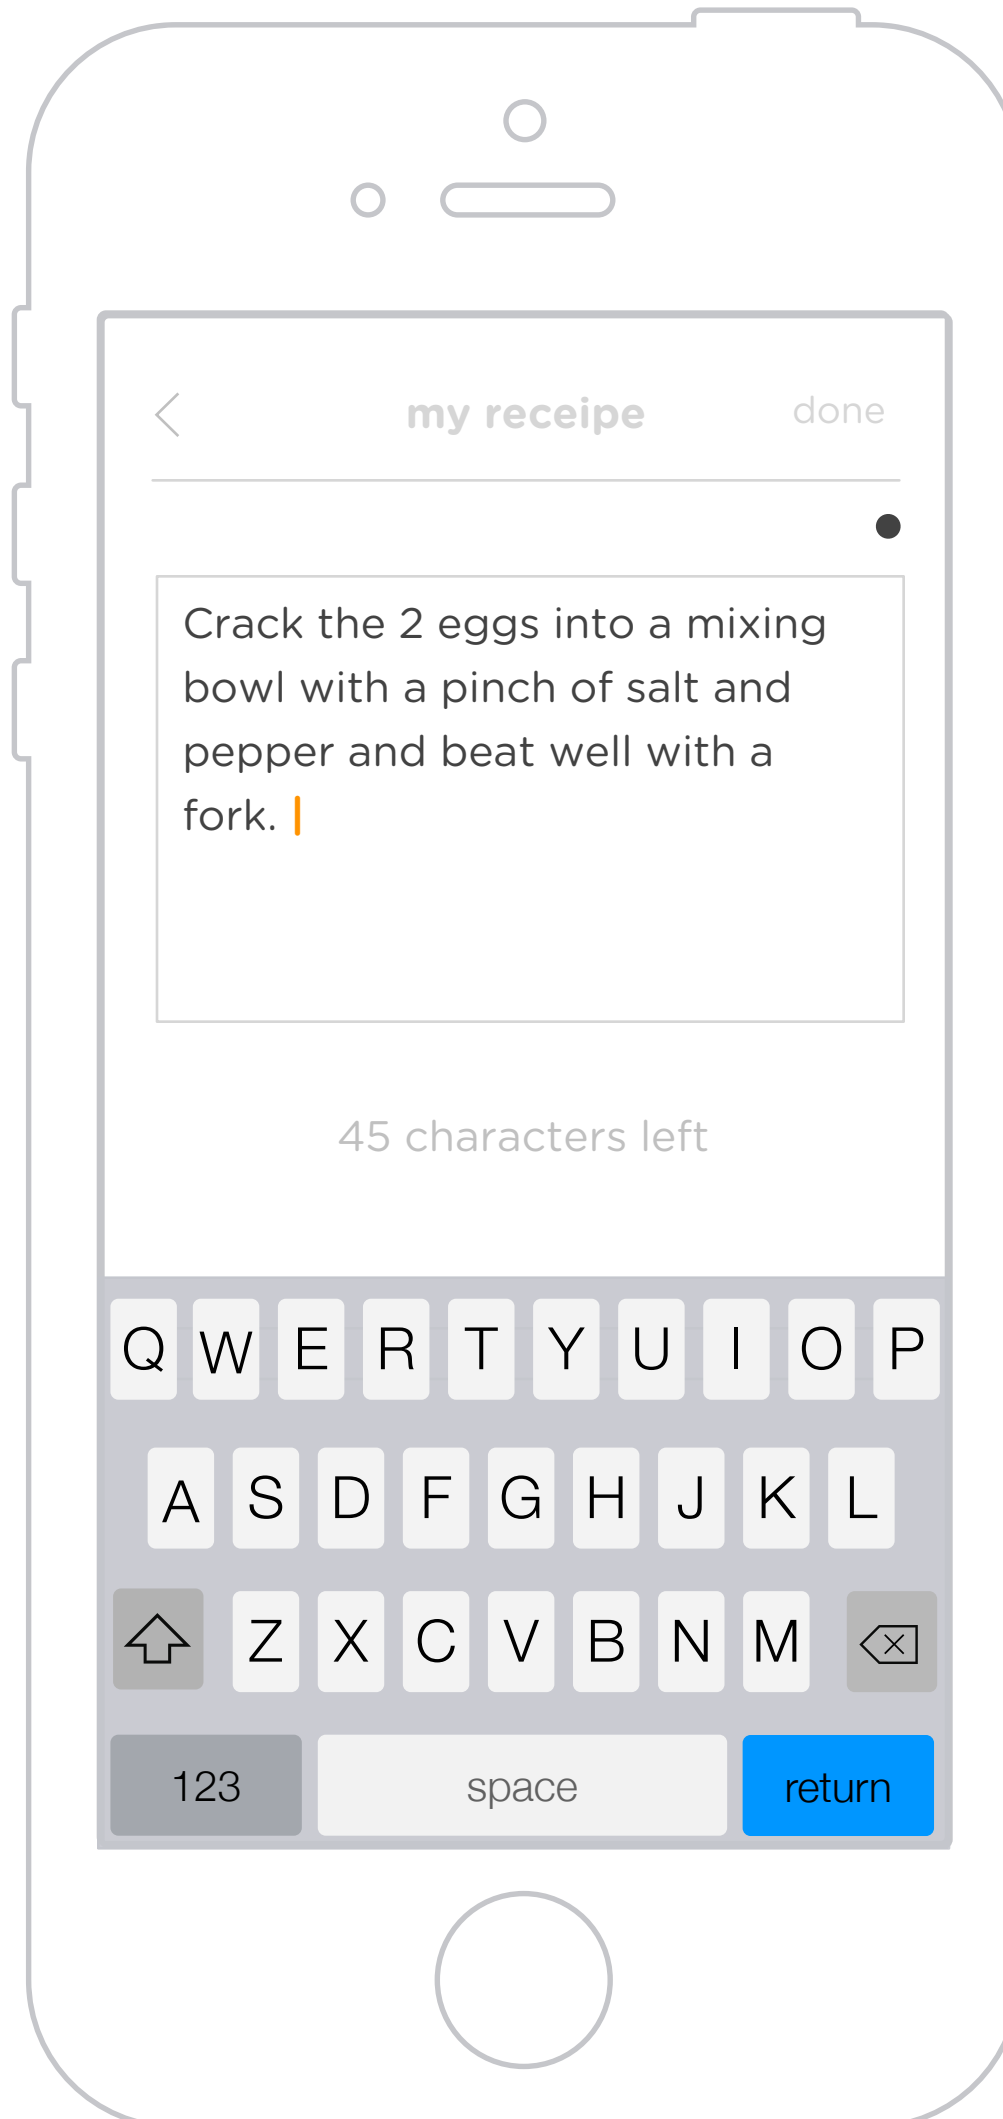 my receipe done
Crack the 2 eggs into a mixing
bowl with a pinch of salt and
pepper and beat well with a
fork.
45 characters left
Q W E R T Y U I O P
A S D F G H J K L
Z X C V B N M
123 space return